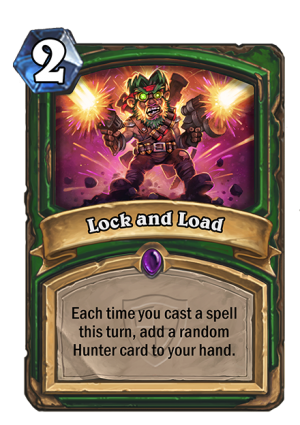 2
Lock and Load
Each time you cast a spell
this turn, add a random
Hunter card to your hand.